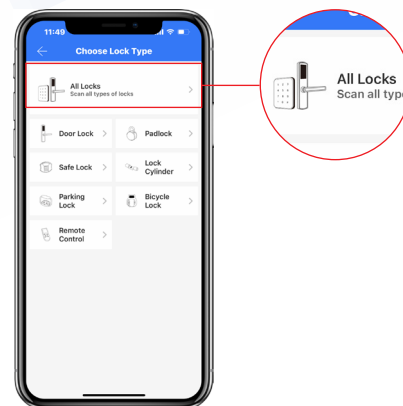 11:49
Choose Lock Type
All Locks
Scan all types of locks
Door Lock
Padlock
Safe Lock
Lock
Cylinder
Parking
Lock
Bicycle
Lock
Remote
Control
All Locks
Scan all type